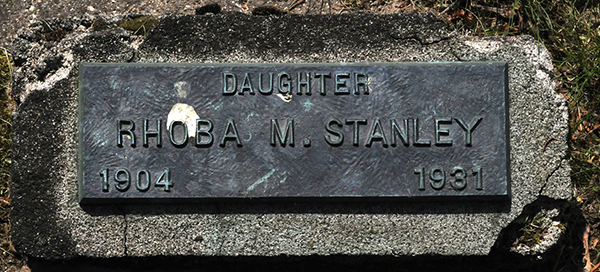 DAUGHTER
RHOBA M. STANLEY
1904 1931